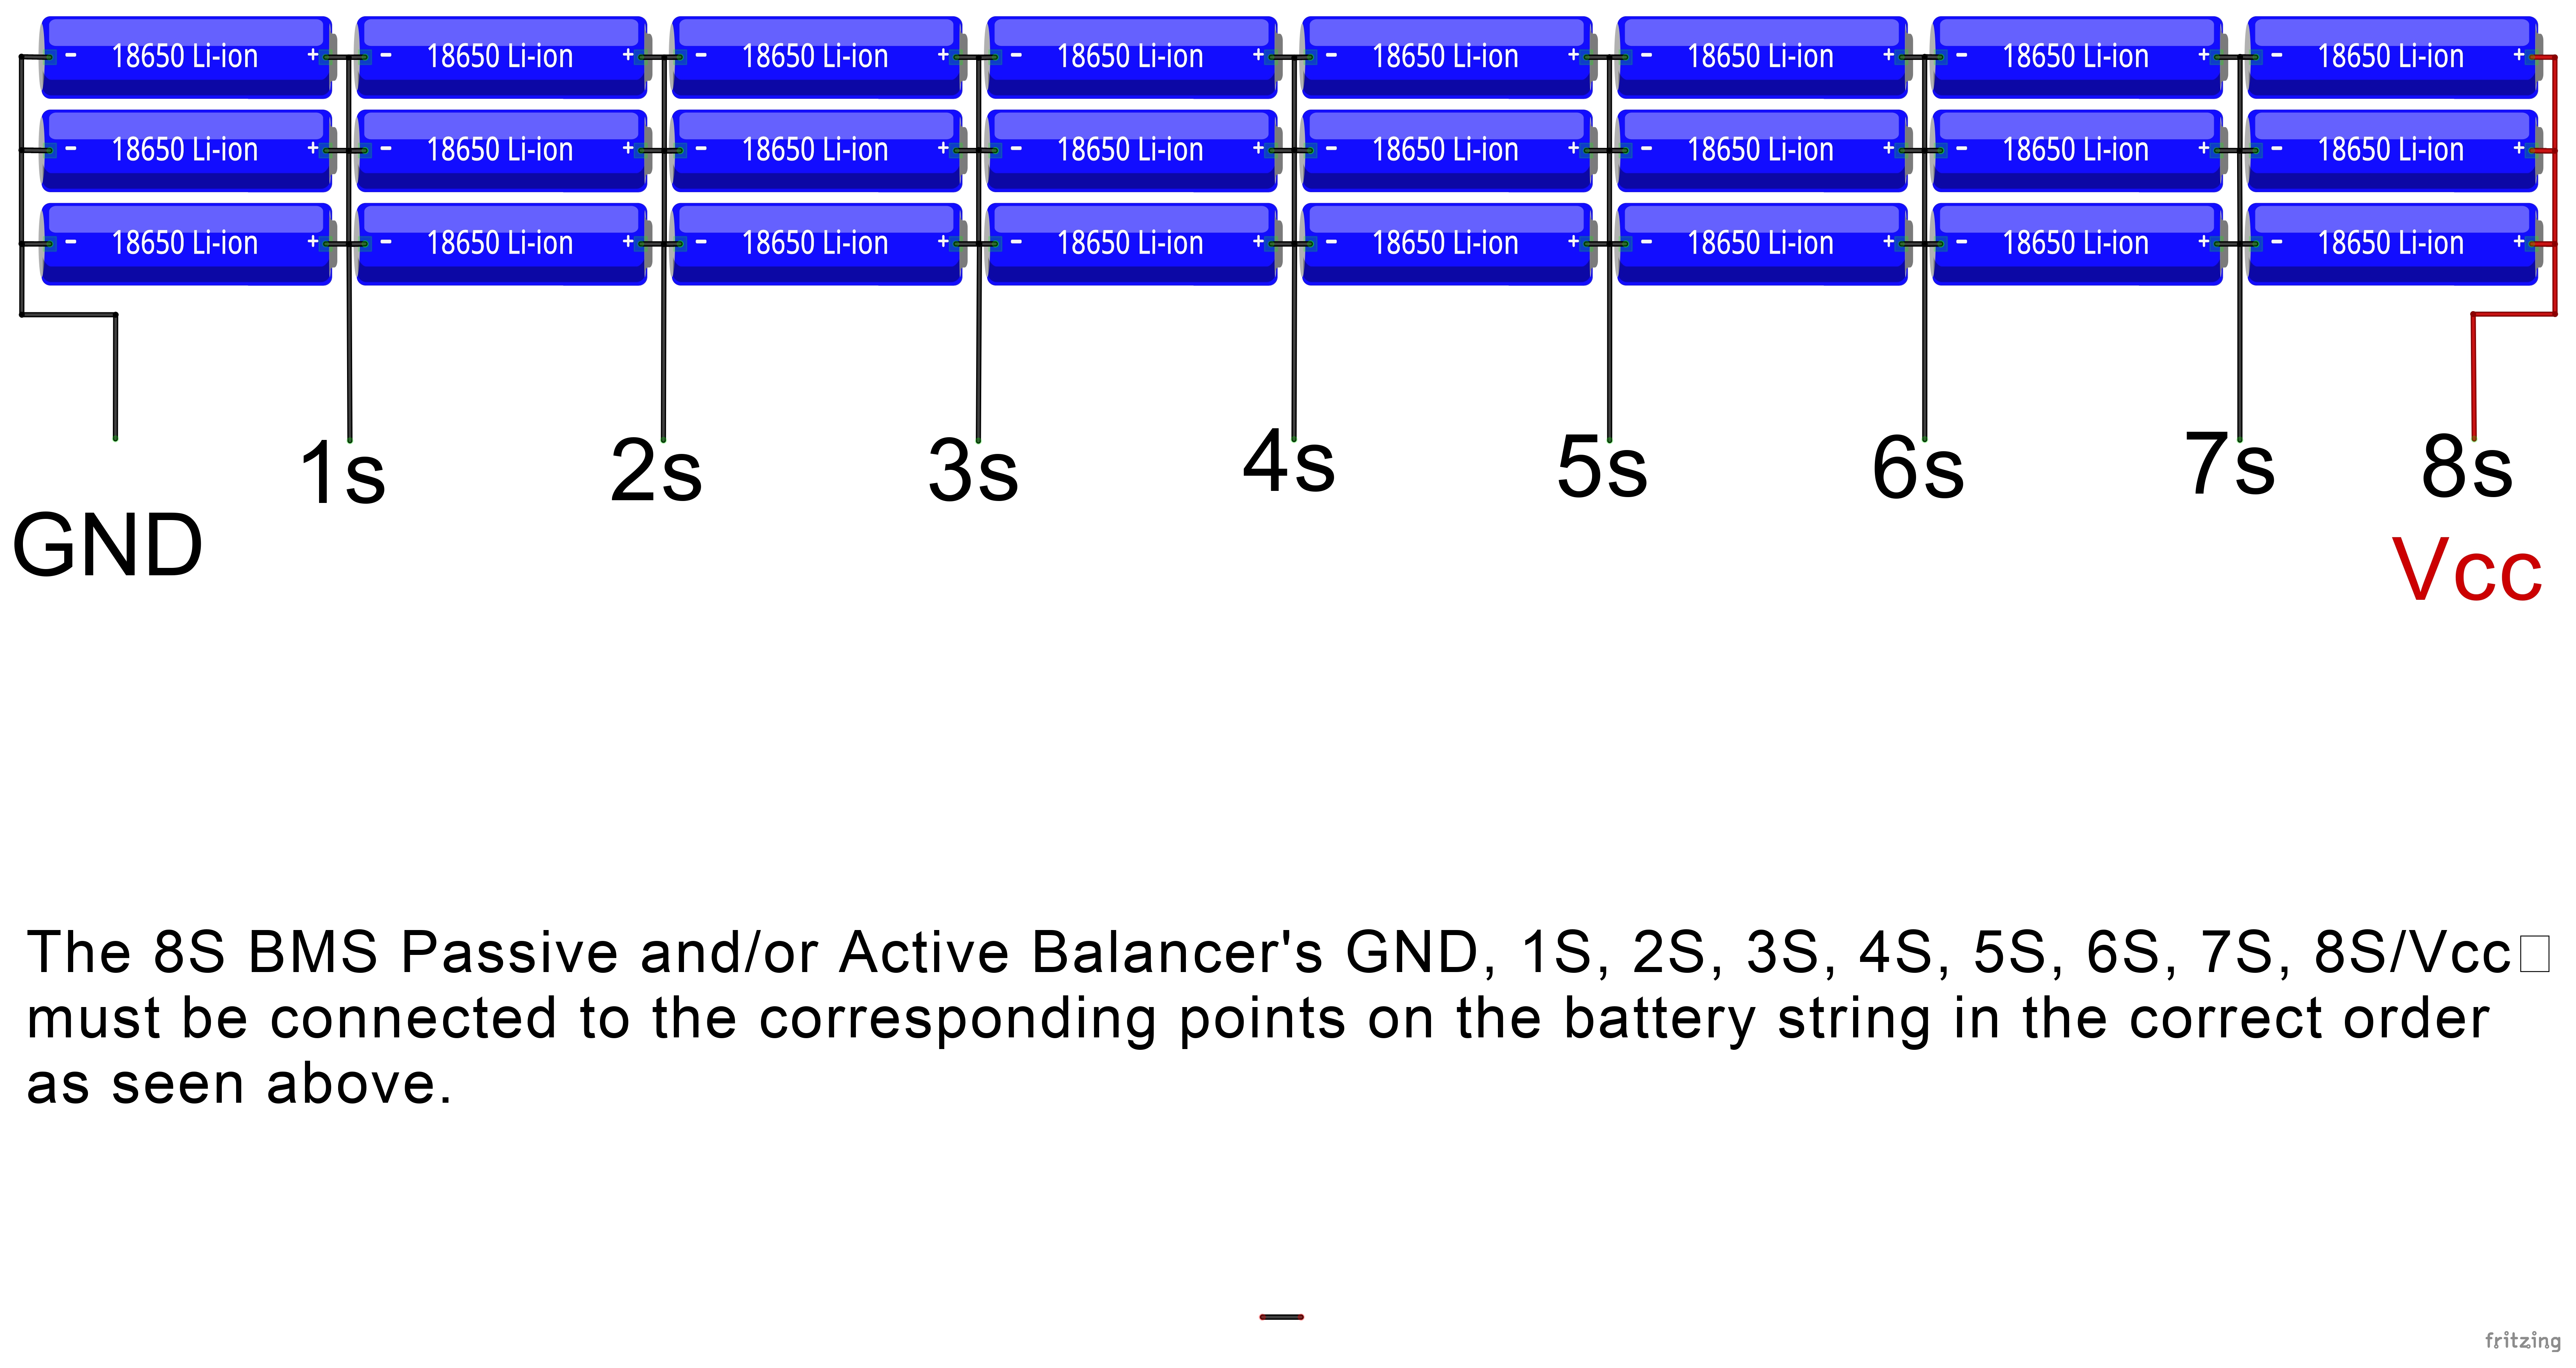 - 18650 Li-ion + - 18650 Li-ion + - 18650 Li-ion + - 18650 Li-ion + - 18650 Li-ion + - 18650 Li-ion + - 18650 Li-ion + - 18650 Li-ion +
- 18650 Li-ion + - 18650 Li-ion + - 18650 Li-ion + - 18650 Li-ion + - 18650 Li-ion + - 18650 Li-ion + - 18650 Li-ion + - 18650 Li-ion +
- 18650 Li-ion + - 18650 Li-ion + - 18650 Li-ion + - 18650 Li-ion + - 18650 Li-ion + - 18650 Li-ion + - 18650 Li-ion + - 18650 Li-ion +
1s 2s 3s 4s 5s 6s 7s 8s
GND Vcc
The 8S BMS Passive and/or Active Balancer's GND, 1S, 2S, 3S, 4S, 5S, 6S, 7S, 8S/Vcc
must be connected to the corresponding points on the battery string in the correct order
as seen above.
fritzing